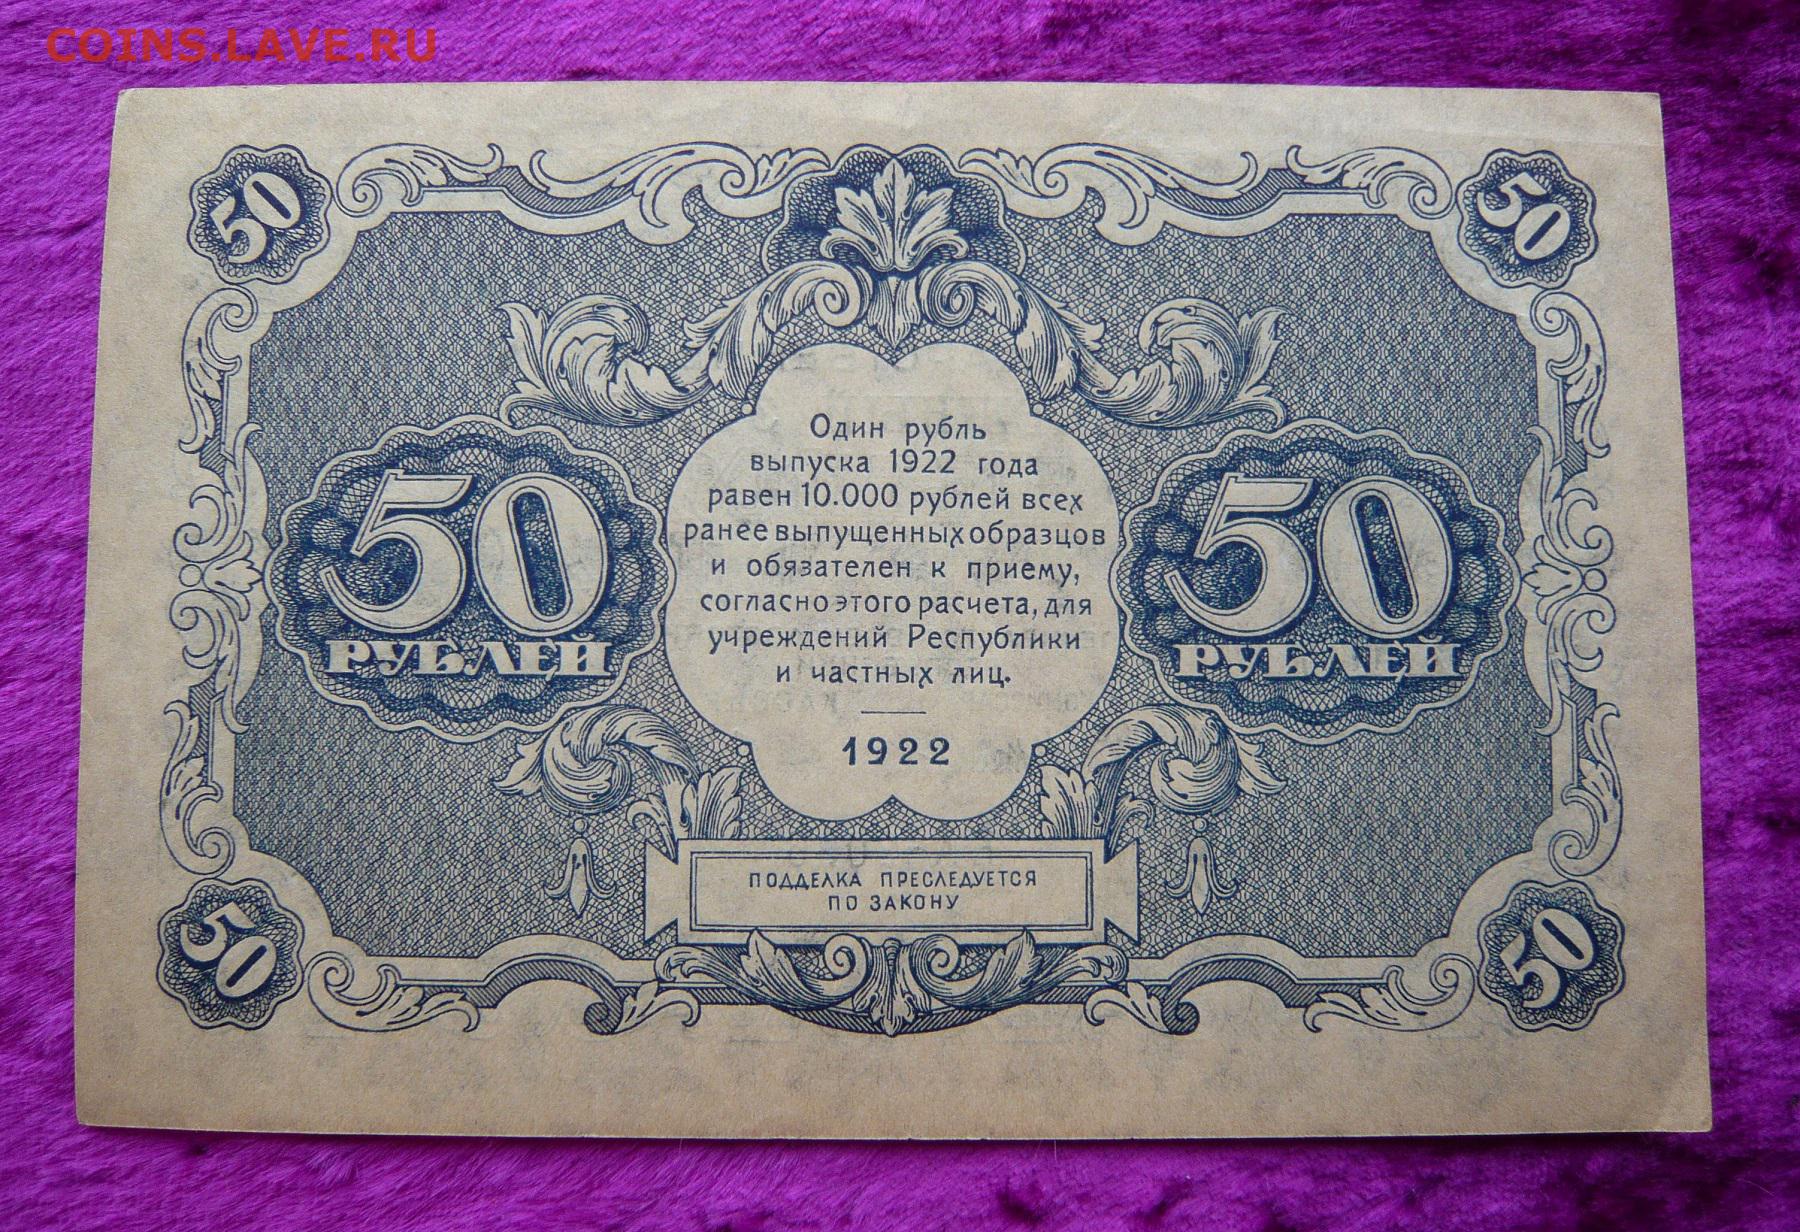 COINS.LAVE.RU
50
50
Один рубль
выпуска 1922 года
равен 10.000 рублей всех
ранее выпущенных образцов
и обязателен к приему,
согласно этого расчета, для
учреждений Республики
и частных лиц.
1922
50
РУБЛЕЙ
50
РУБЛЕЙ
ПОДДЕЛКА ПРЕСЛЕДУЕТСЯ
ПО ЗАКОНУ
50
50